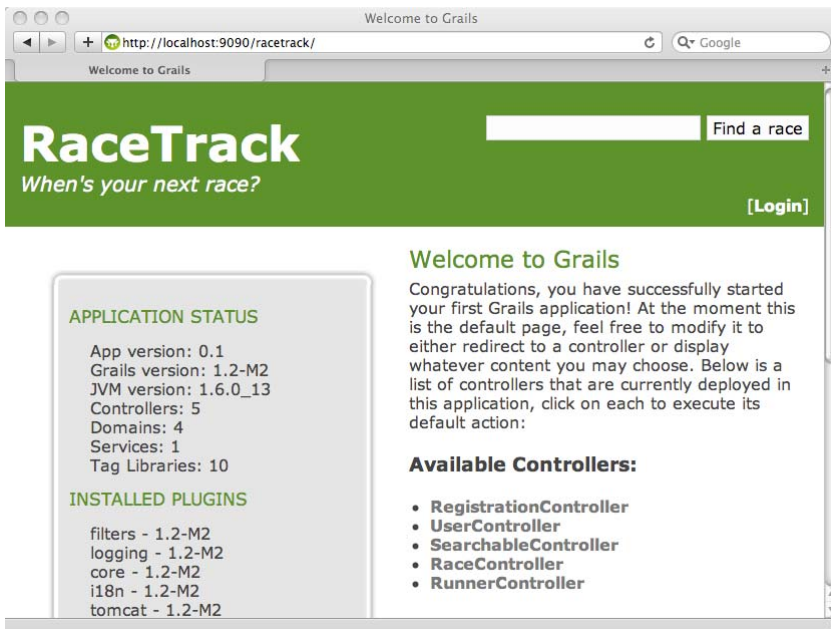 Welcome to Grails
http://localhost:9090/racetrack/
Google
Welcome to Grails
RaceTrack
When's your next race?
Find a race
[Login]
APPLICATION STATUS
App version: 0.1
Grails version: 1.2-M2
JVM version: 1.6.0_13
Controllers: 5
Domains: 4
Services: 1
Tag Libraries: 10
INSTALLED PLUGINS
filters - 1.2-M2
logging - 1.2-M2
core - 1.2-M2
i18n - 1.2-M2
tomcat - 1.2-M2
Welcome to Grails
Congratulations, you have successfully started
your first Grails application! At the moment this
is the default page, feel free to modify it to
either redirect to a controller or display
whatever content you may choose. Below is a
list of controllers that are currently deployed in
this application, click on each to execute its
default action:
Available Controllers:
• RegistrationController
• UserController
• SearchableController
• RaceController
• RunnerController